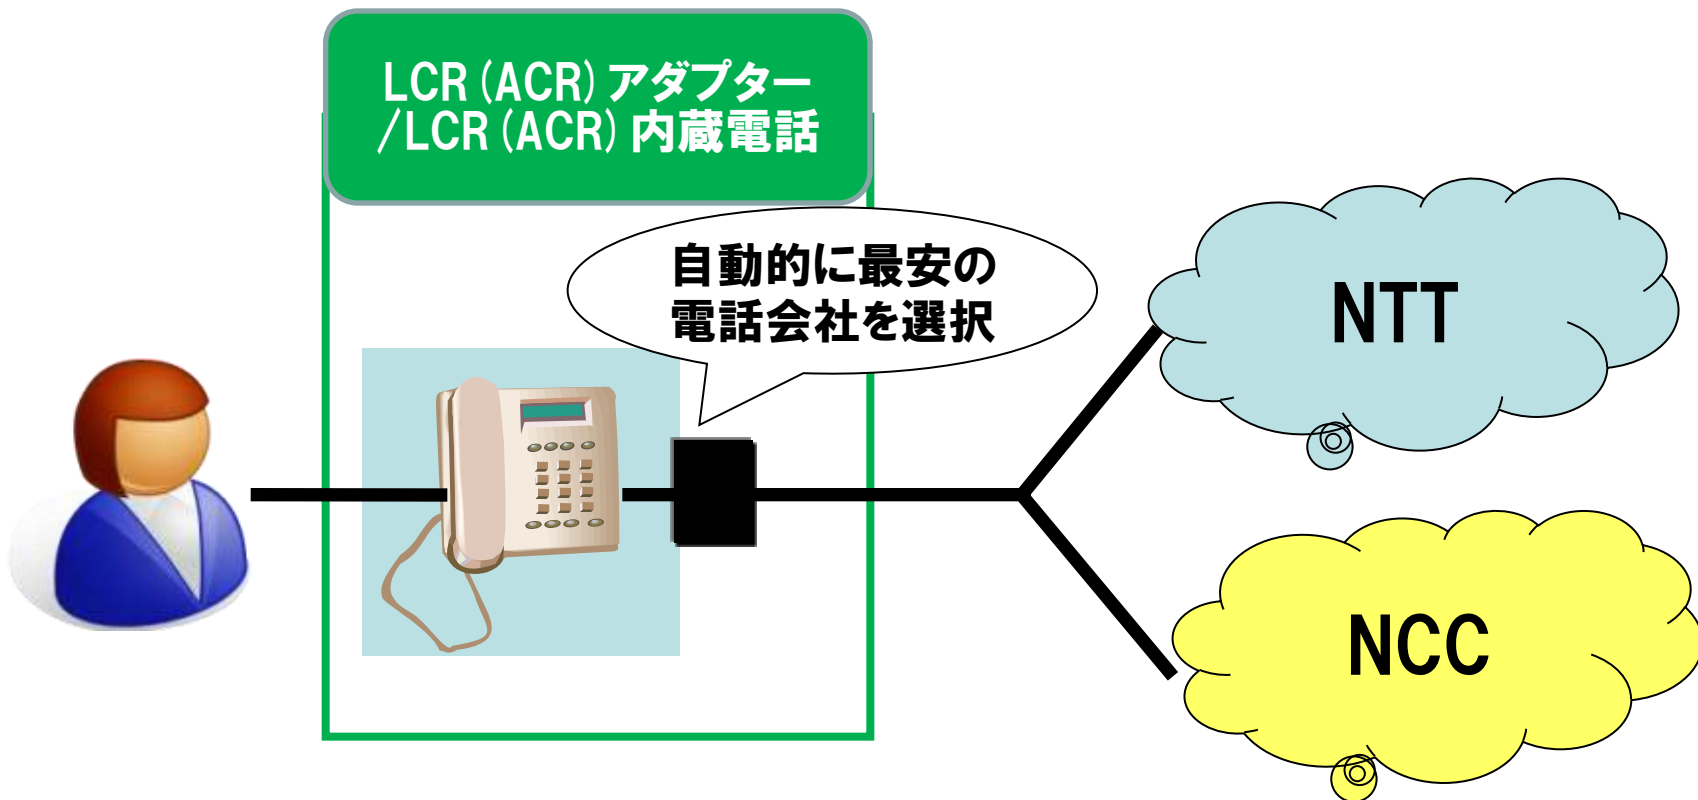 LCR(ACR)アダプター
/LCR(ACR)内蔵電話
自動的に最安の
電話会社を選択
NTT
NCC